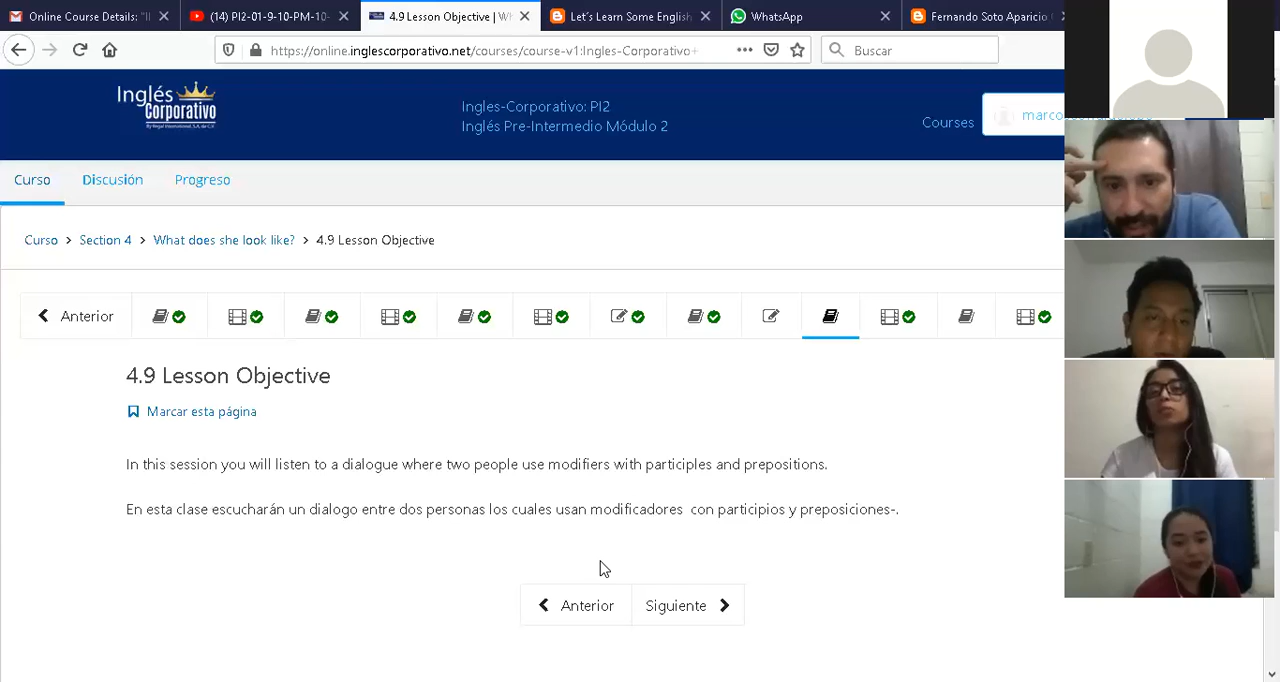 Online Course Details: "II
(14) PI2-01-9-10-PM-10-
4.9 Lesson Objective | Wh
Let's Learn Some English
WhatsApp
Fernando Soto Aparicio
https://online.inglescorporativo.net/courses/course-v1:Ingles-Corporativo+
Buscar
Inglés
Corporativo
Ingles-Corporativo: PI2
Inglés Pre-Intermedio Módulo 2
Courses
marco
Curso
Discusión
Progreso
Curso > Section 4 > What does she look like? > 4.9 Lesson Objective
Anterior
4.9 Lesson Objective
Marcar esta página
In this session you will listen to a dialogue where two people use modifiers with participles and prepositions.
En esta clase escucharán un dialogo entre dos personas los cuales usan modificadores con participios y preposiciones-.
Anterior
Siguiente